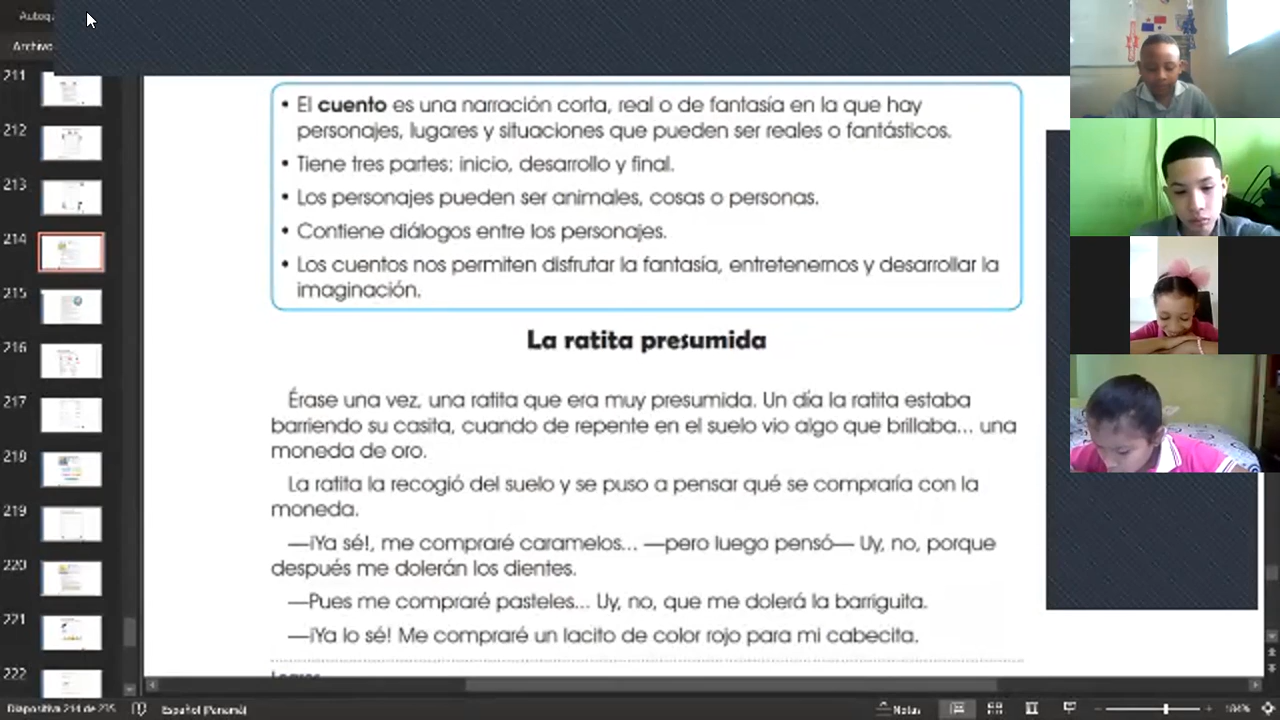 Archivo
211
212
213
214
215
216
217
218
219
220
221
222
• El cuento es una narración corta, real o de fantasía en la que hay
personajes, lugares y situaciones que pueden ser reales o fantásticos.
• Tiene tres partes: inicio, desarrollo y final.
• Los personajes pueden ser animales, cosas o personas.
• Contiene diálogos entre los personajes.
• Los cuentos nos permiten disfrutar la fantasía, entretenernos y desarrollar la
imaginación.
La ratita presumida
Érase una vez, una ratita que era muy presumida. Un día la ratita estaba
barriendo su casita, cuando de repente en el suelo vio algo que brillaba... una
moneda de oro.
La ratita la recogió del suelo y se puso a pensar qué se compraría con la
moneda.
—¡Ya sé!, me compraré caramelos... —pero luego pensó— Uy, no, porque
después me dolerán los dientes.
—Pues me compraré pasteles... Uy, no, que me dolerá la barriguita.
—¡Ya lo sé! Me compraré un lacito de color rojo para mi cabecita.
Diapositiva 214 de 235
Español (Panamá)
Notas
184%